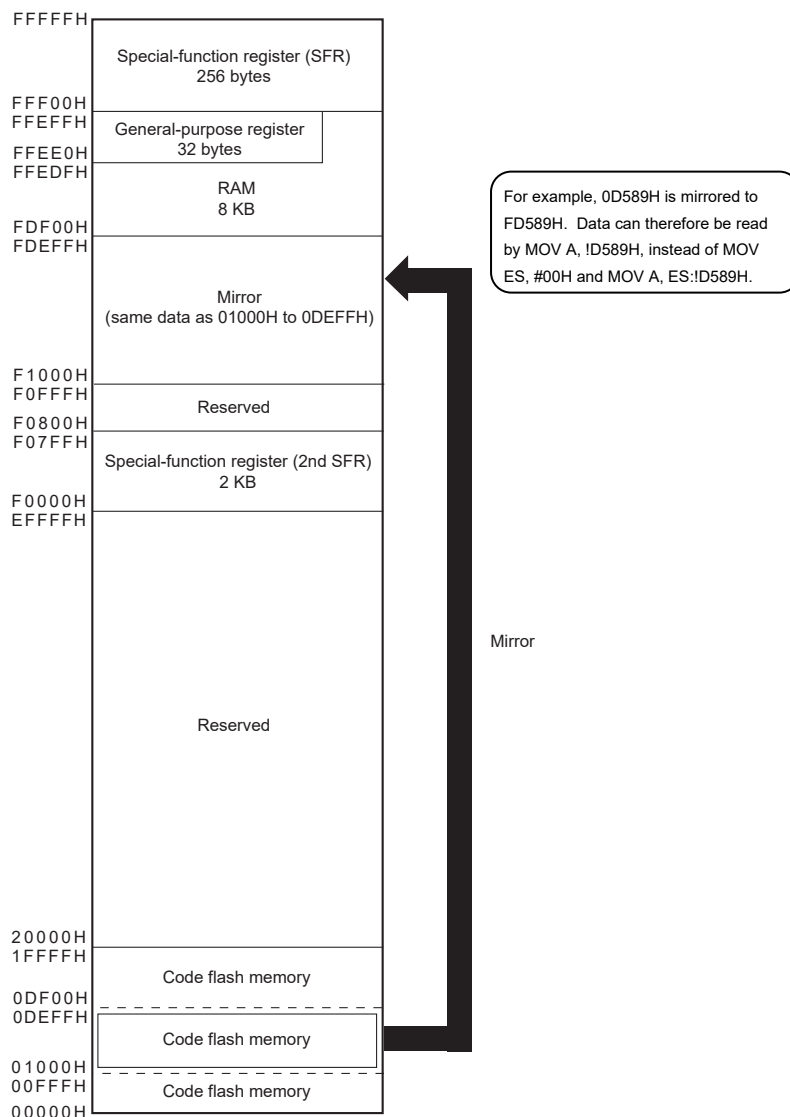 FFFFFH
Special-function register (SFR)
256 bytes
FFF00H
FFEFFH
General-purpose register
32 bytes
FFEE0H
FFEDFH
RAM
8 KB
FDF00H
FDEFFH
For example, 0D589H is mirrored to
FD589H. Data can therefore be read
by MOV A, !D589H, instead of MOV
ES, #00H and MOV A, ES:!D589H.
Mirror
(same data as 01000H to 0DEFFH)
F1000H
F0FFFH
Reserved
F0800H
F07FFH
Special-function register (2nd SFR)
2 KB
F0000H
EFFFFH
Mirror
Reserved
20000H
1FFFFH
Code flash memory
0DF00H
0DEFFH
Code flash memory
01000H
00FFFH
Code flash memory
00000H